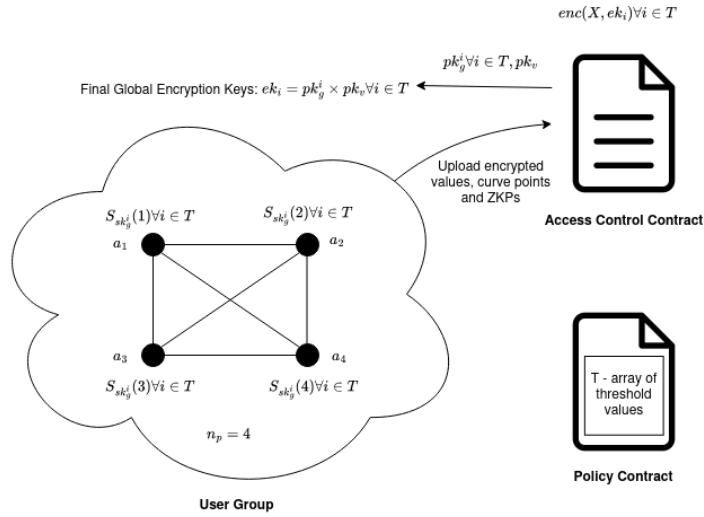 enc(X, ek_i)∀i ∈ T
pk_g^i∀i ∈ T, pk_v
Final Global Encryption Keys: ek_i = pk_g^i × pk_v∀i ∈ T
Upload encrypted
values, curve points
and ZKPs
Access Control Contract
S_{sk_g^i}(1)∀i ∈ T
S_{sk_g^i}(2)∀i ∈ T
a_1
a_2
a_3
a_4
S_{sk_g^i}(3)∀i ∈ T
S_{sk_g^i}(4)∀i ∈ T
n_p = 4
User Group
T - array of
threshold
values
Policy Contract